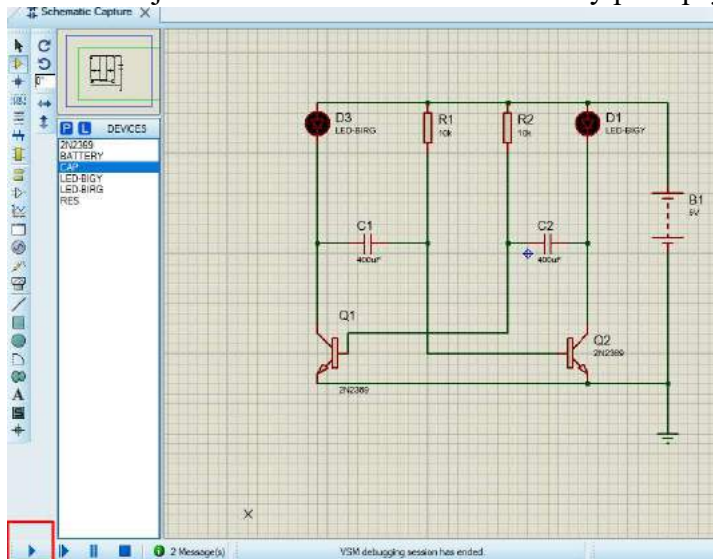 Schematic Capture X
0°
P L DEVICES
2N2369
BATTERY
CAP
LED-BIGY
LED-BIRG
RES
D3
LED-BIRG
R1
10k
R2
10k
D1
LED-BIGY
B1
C1
400uF
C2
400uF
Q1
2N2369
Q2
2N2369
A
2 Message(s)
VSM debugging session has ended.